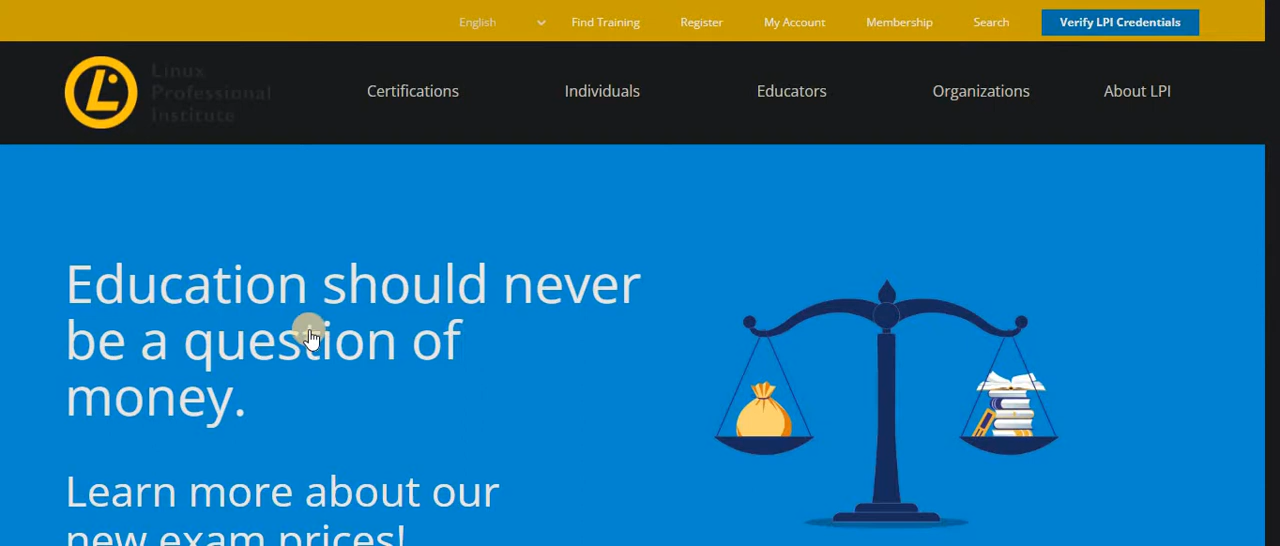 English Find Training Register My Account Membership Search Verify LPI Credentials
Linux
Professional
Institute
Certifications Individuals Educators Organizations About LPI
Education should never
be a question of
money.
Learn more about our
new exam prices!